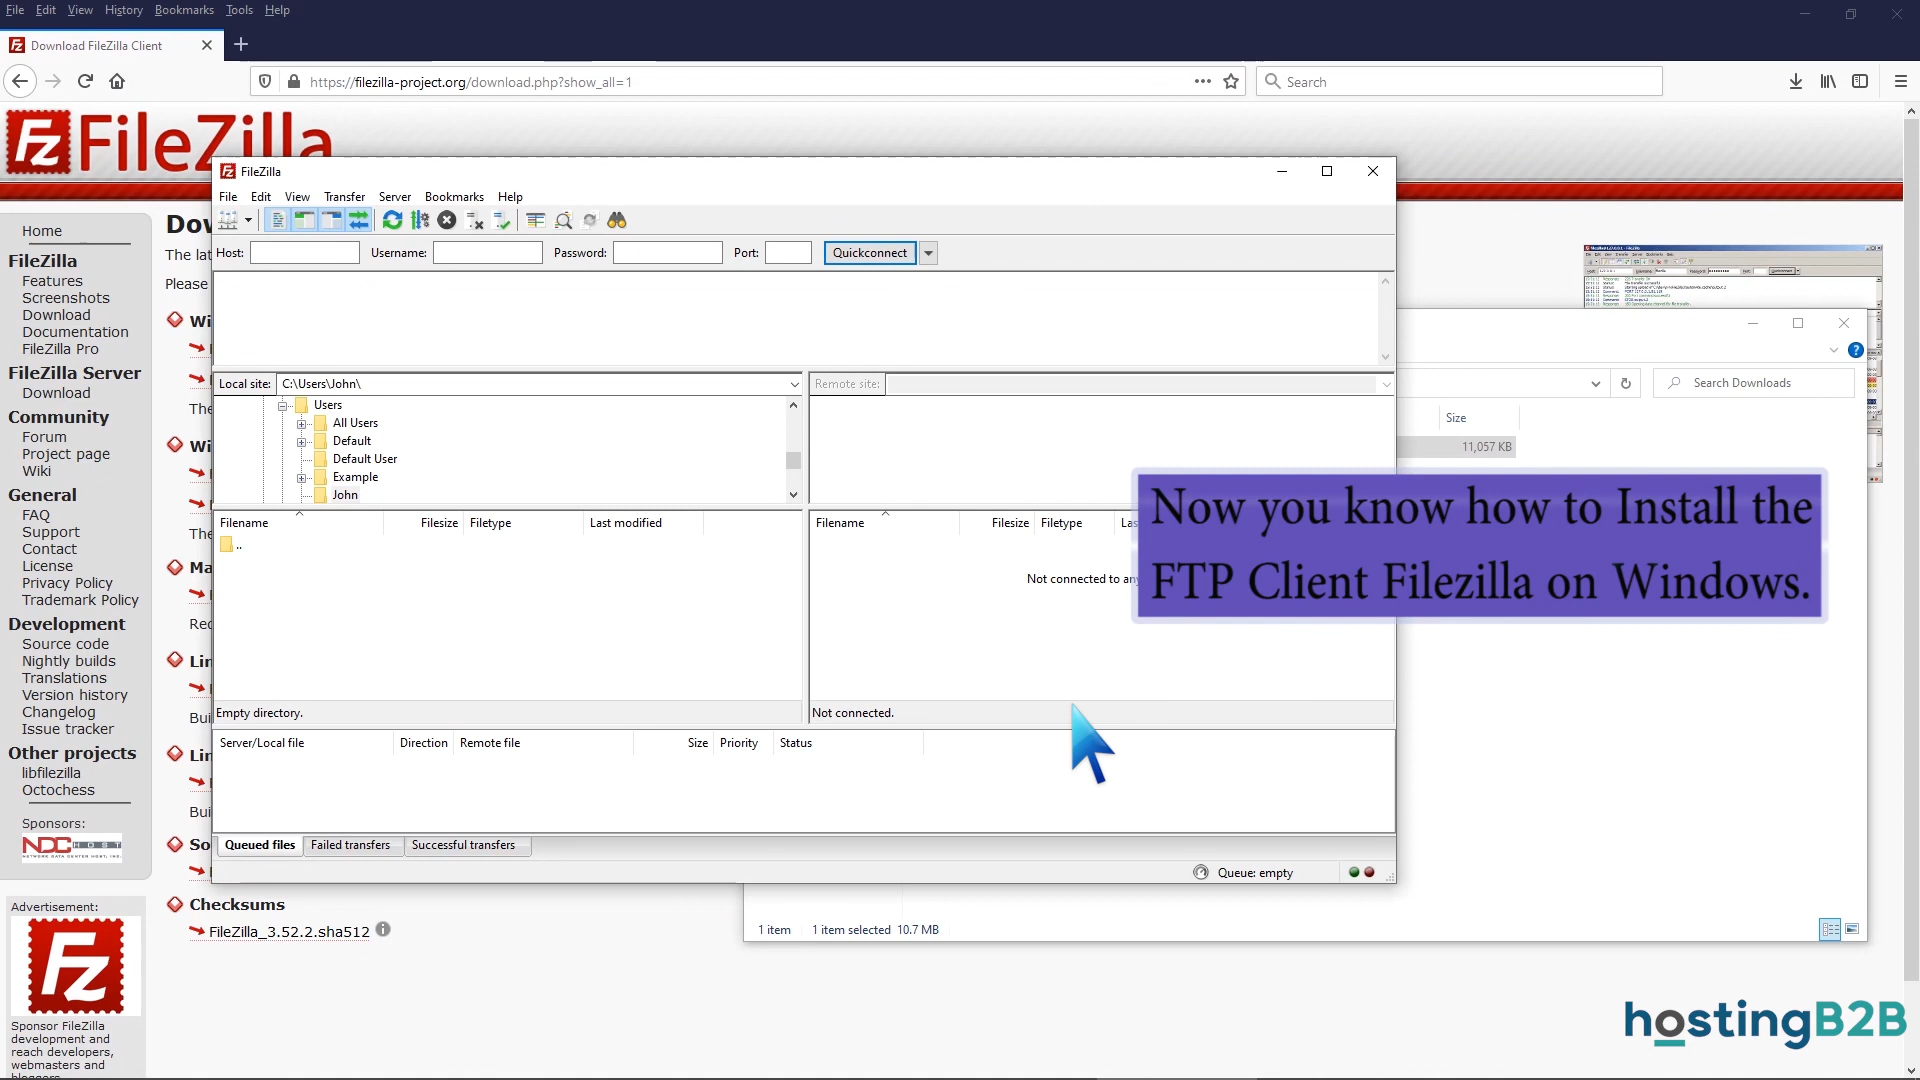 File Edit View History Bookmarks Tools Help
Download FileZilla Client
https://filezilla-project.org/download.php?show_all=1
Search
FileZilla
FileZilla
File Edit View Transfer Server Bookmarks Help
Host: Username: Password: Port: Quickconnect
Home
FileZilla
Features
Screenshots
Download
Documentation
FileZilla Pro
FileZilla Server
Download
Community
Forum
Project page
Wiki
General
FAQ
Support
Contact
License
Privacy Policy
Trademark Policy
Development
Source code
Nightly builds
Translations
Version history
Changelog
Issue tracker
Other projects
libfilezilla
Octochess
Sponsors:
NDC HOST
Advertisement:
Fz
Sponsor FileZilla
development and
reach developers,
webmasters and
Please
Local site: C:\Users\John\
Users
All Users
Default
Default User
Example
John
Filename Filesize Filetype Last modified
..
Empty directory.
Remote site:
Filename Filesize Filetype
Not connected to
Not connected.
Server/Local file Direction Remote file Size Priority Status
Queued files Failed transfers Successful transfers
Queue: empty
Checksums
FileZilla_3.52.2.sha512
Search Downloads
Size
11,057 KB
1 item 1 item selected 10.7 MB
Now you know how to Install the
FTP Client Filezilla on Windows.
hostingB2B